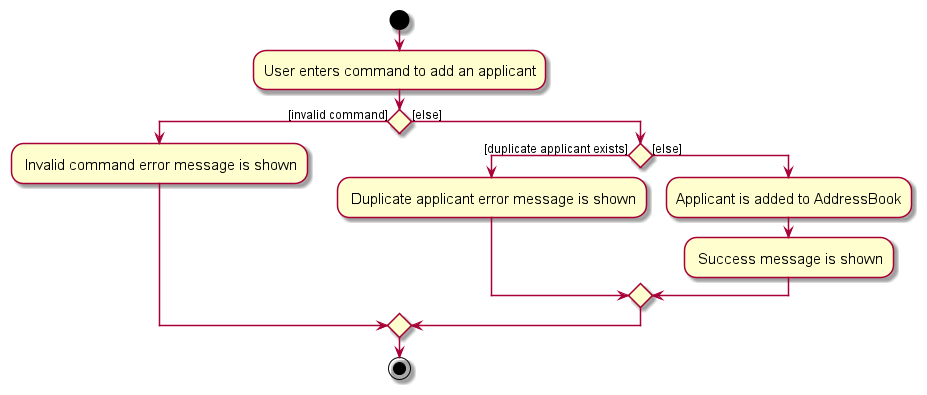 User enters command to add an applicant
[invalid command]
[else]
Invalid command error message is shown
[duplicate applicant exists]
[else]
Duplicate applicant error message is shown
Applicant is added to AddressBook
Success message is shown